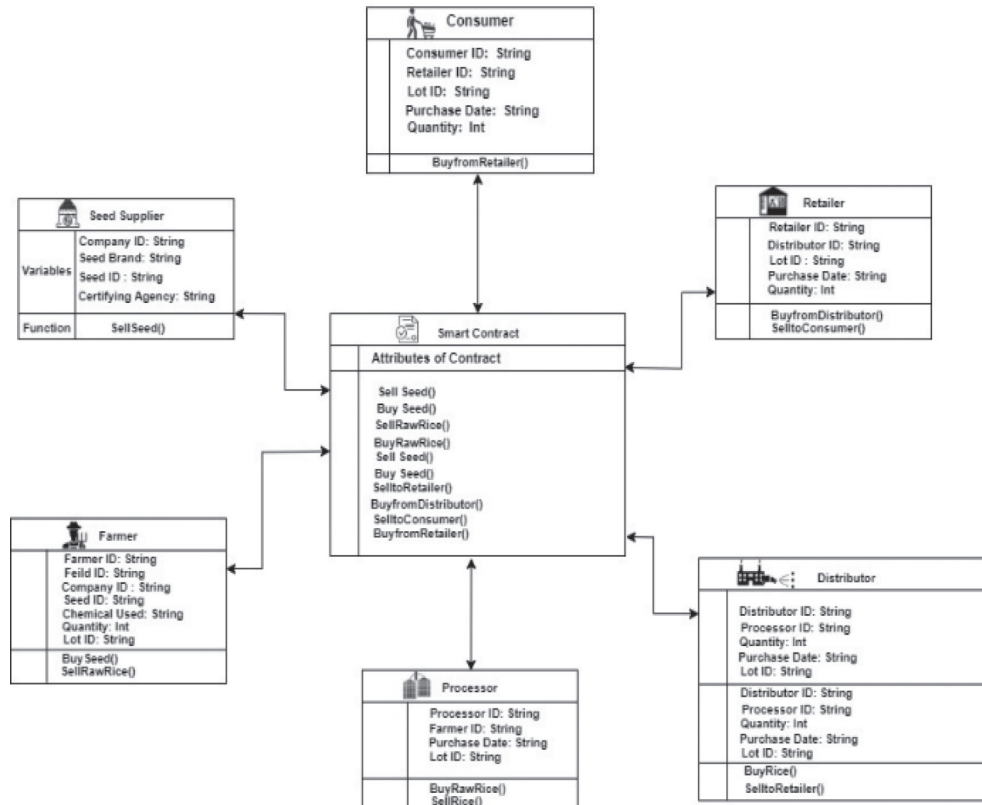 Consumer
Consumer ID: String
Retailer ID: String
Lot ID: String
Purchase Date: String
Quantity: Int
BuyfromRetailer()
Seed Supplier
Variables
Company ID: String
Seed Brand: String
Seed ID : String
Certifying Agency: String
Function
SellSeed()
Retailer
Retailer ID: String
Distributor ID: String
Lot ID : String
Purchase Date: String
Quantity: Int
BuyfromDistributor()
SelltoConsumer()
Smart Contract
Attributes of Contract
Sell Seed()
Buy Seed()
SellRawRice()
BuyRawRice()
Sell Seed()
Buy Seed()
SelltoRetailer()
BuyfromDistributor()
SelltoConsumer()
BuyfromRetailer()
Farmer
Farmer ID: String
Feild ID: String
Company ID : String
Seed ID: String
Chemical Used: String
Quantity: Int
Lot ID: String
Buy Seed()
SellRawRice()
Distributor
Distributor ID: String
Processor ID: String
Quantity: Int
Purchase Date: String
Lot ID: String
Distributor ID: String
Processor ID: String
Quantity: Int
Purchase Date: String
Lot ID: String
BuyRice()
SelltoRetailer()
Processor
Processor ID: String
Farmer ID: String
Purchase Date: String
Lot ID: String
BuyRawRice()
SellRice()